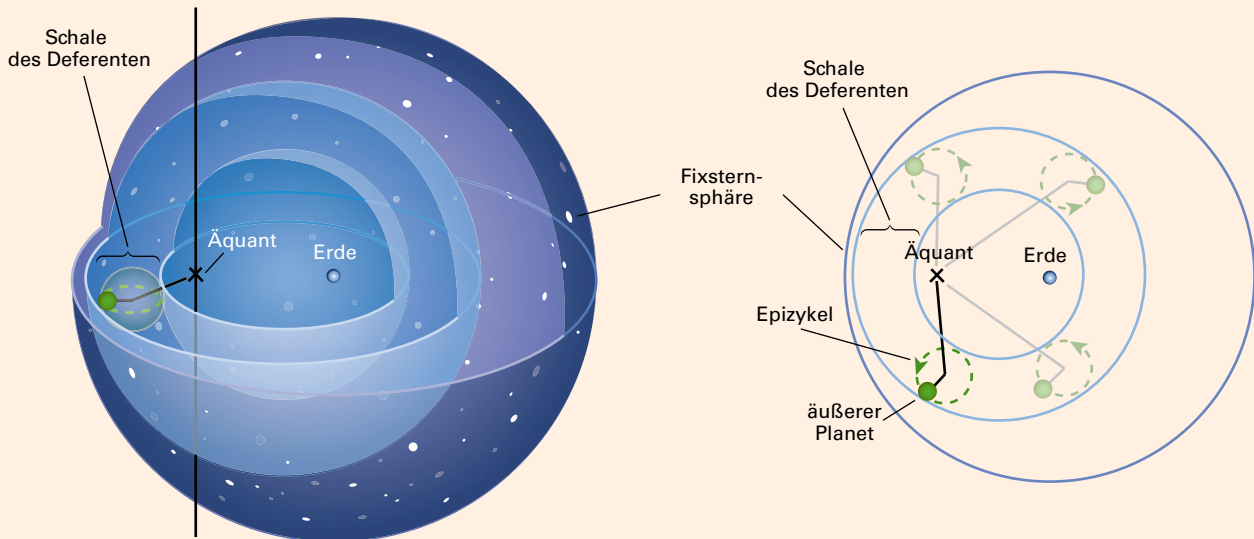 Schale
des Deferenten
Äquant
Erde
Fixstern-
sphäre
Schale
des Deferenten
Äquant
Erde
Epizykel
äußerer
Planet